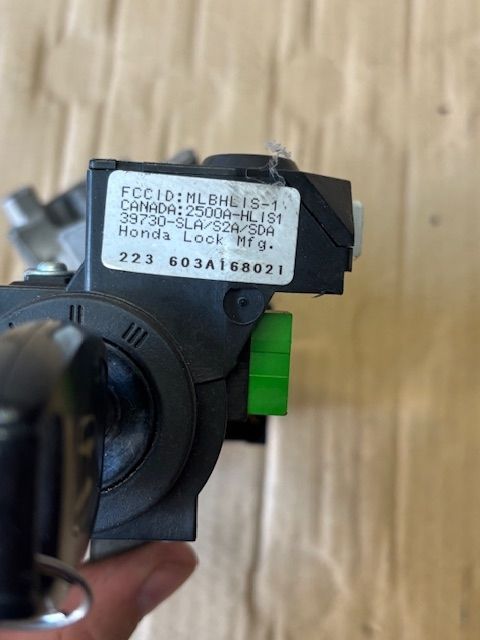 FCCID:MLBHLIS-1
CANADA:2500A-HLIS1
39730-SLA/S2A/SDA
Honda Lock Mfg.
223 603A168021